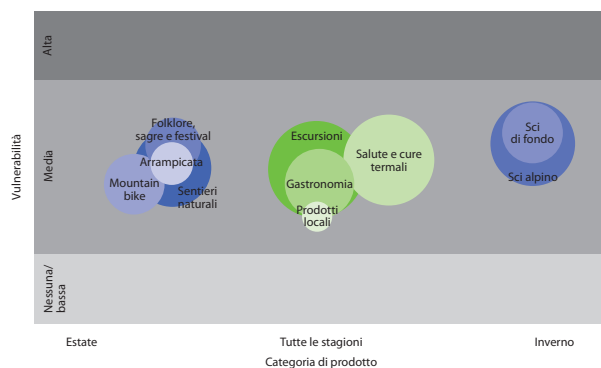 Alta
Vulnerabilità
Media
Nessuna/
bassa
Folklore,
sagre e festival
Arrampicata
Mountain
bike
Sentieri
naturali
Escursioni
Gastronomia
Prodotti
locali
Salute e cure
termali
Sci
di fondo
Sci alpino
Estate
Tutte le stagioni
Inverno
Categoria di prodotto